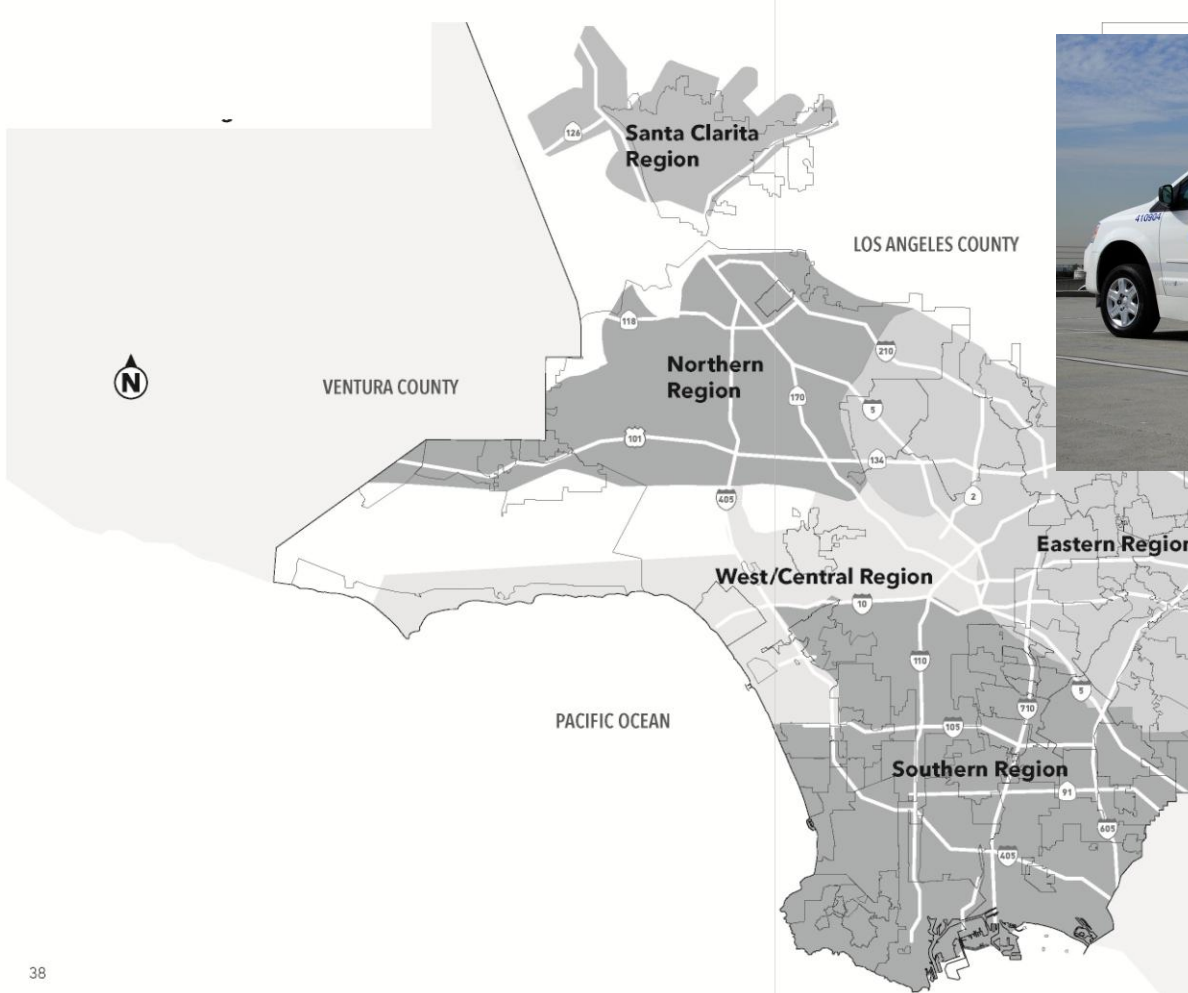 Santa Clarita
Region
126
LOS ANGELES COUNTY
410904
118
210
Northern
Region
VENTURA COUNTY
170
5
101
134
405
2
Eastern Region
West/Central Region
10
110
5
710
PACIFIC OCEAN
105
Southern Region
91
605
405
N
38